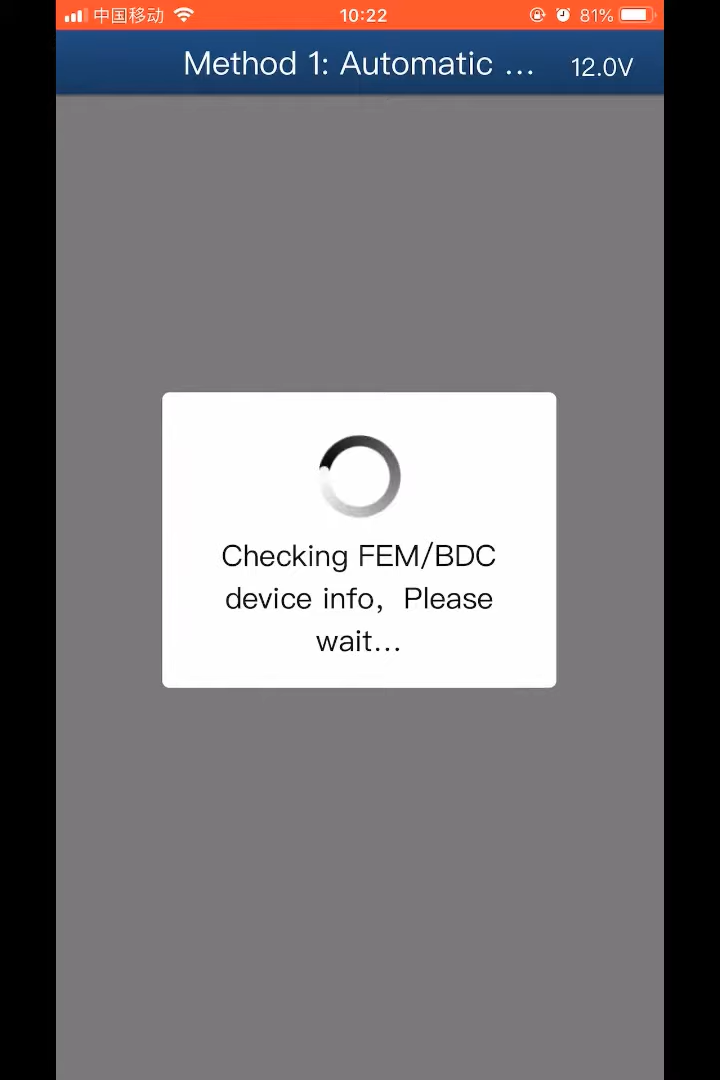 中国移动 10:22 81%
Method 1: Automatic ... 12.0V
Checking FEM/BDC
device info，Please
wait...